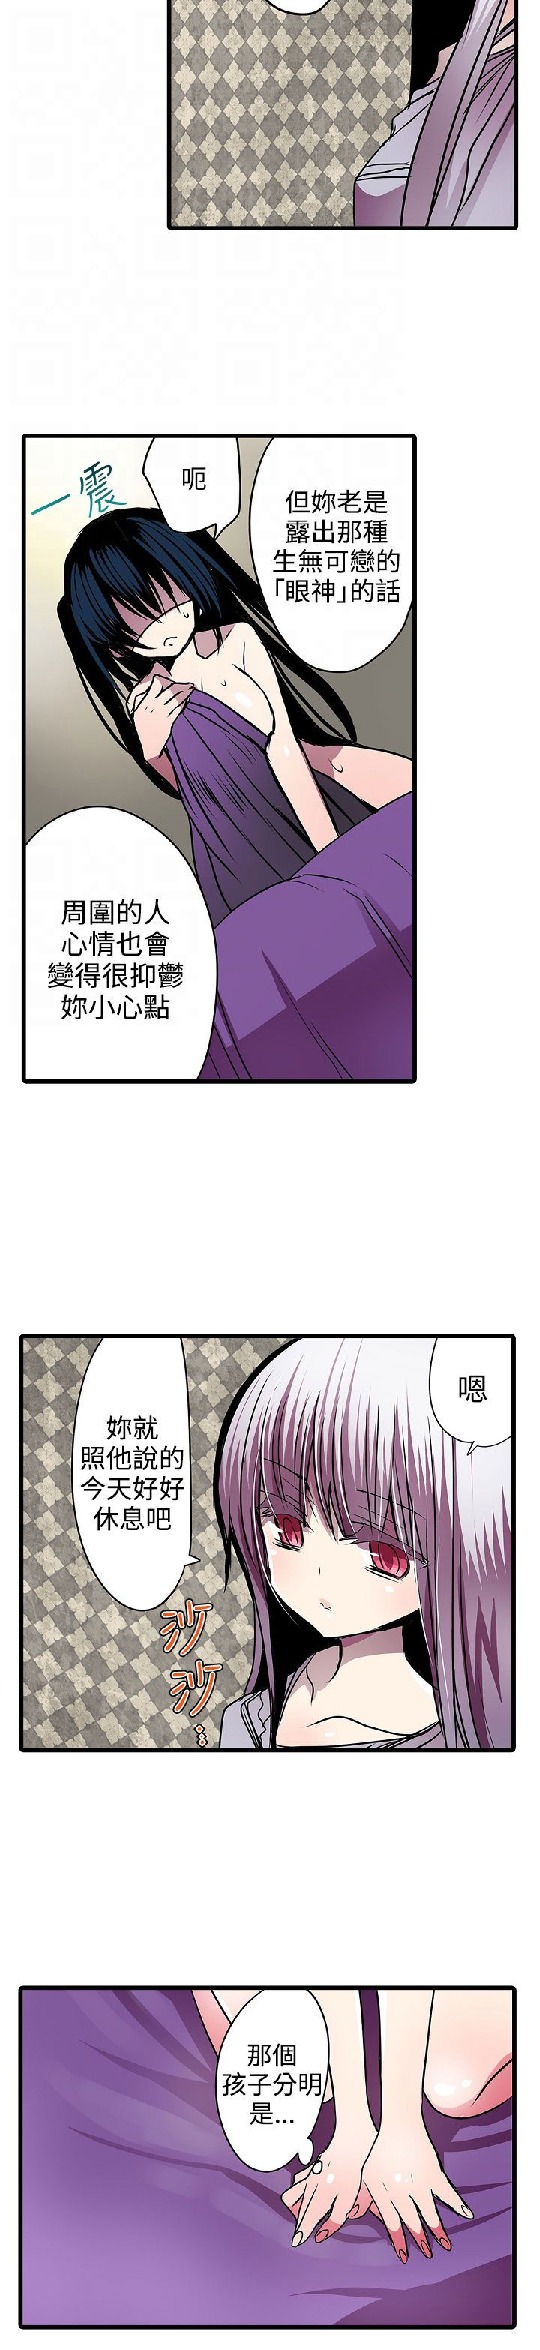 呃
但妳老是
露出那種
生無可戀的
「眼神」的話
一震
周圍的人
心情也會
變得很抑鬱
妳小心點
嗯
妳就
照他說的
今天好好
休息吧
沙
沙…
那個
孩子分明
是...